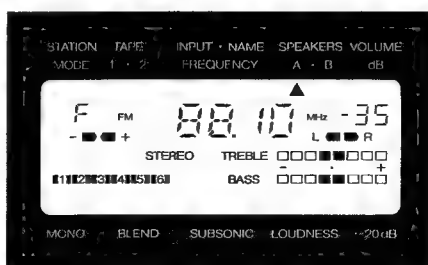 STATION TAPE INPUT · NAME SPEAKERS VOLUME
MODE 1 · 2 FREQUENCY A · B dB
F FM 88.10 MHz -35
- + L R
STEREO TREBLE
- · +
1 2 3 4 5 6 BASS
MONO BLEND SUBSONIC LOUDNESS -20dB